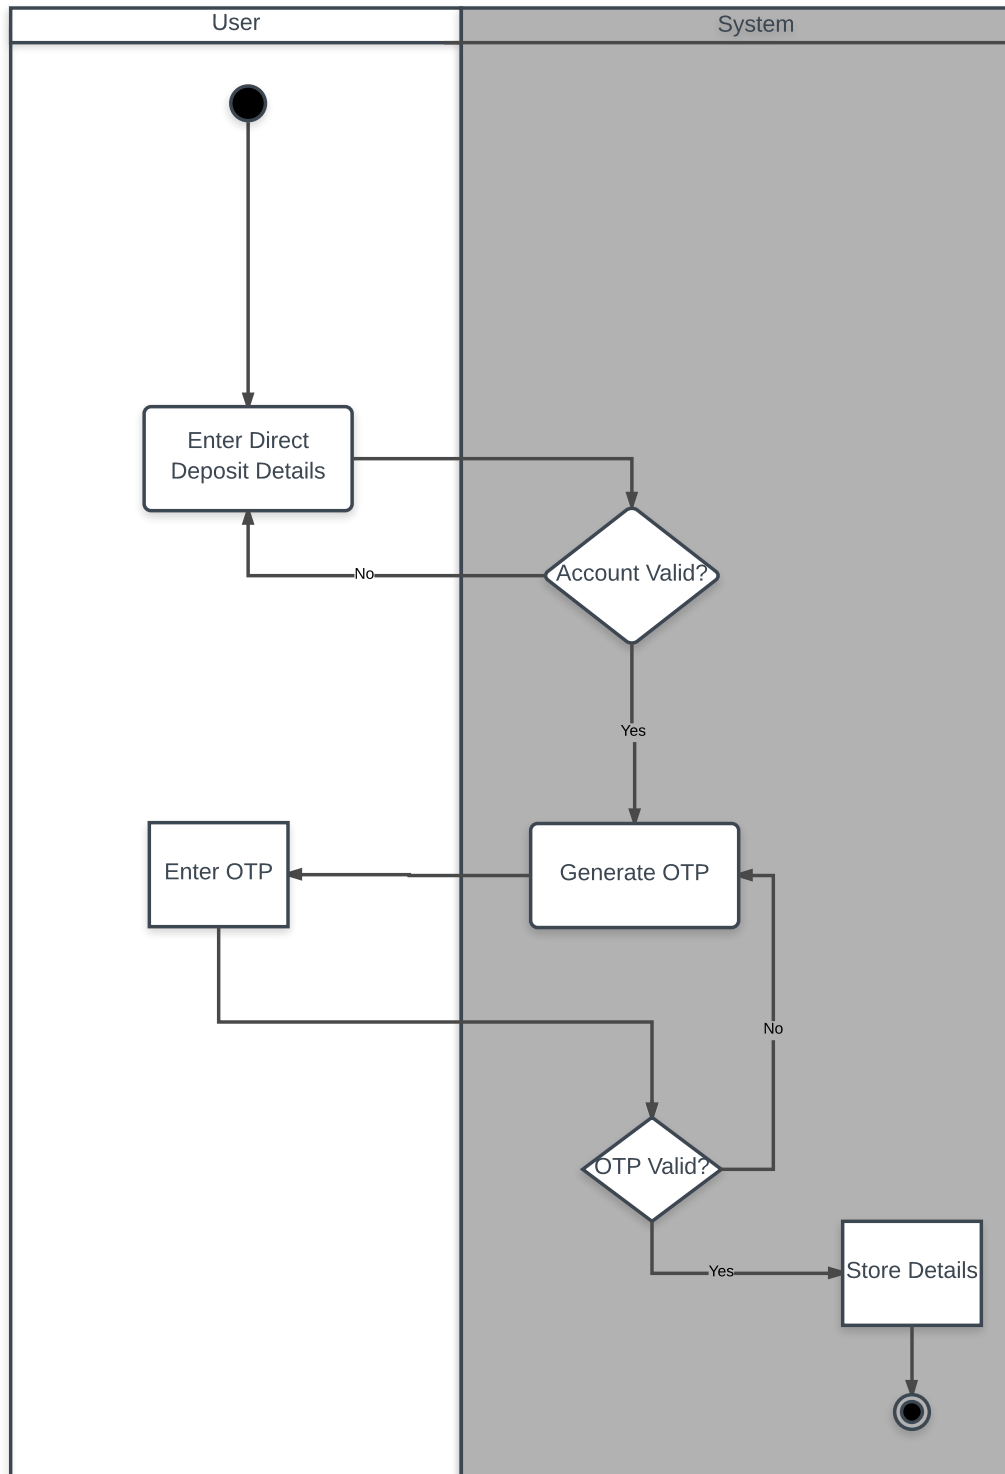 User
System
Enter Direct
Deposit Details
Account Valid?
No
Yes
Enter OTP
Generate OTP
No
OTP Valid?
Yes
Store Details